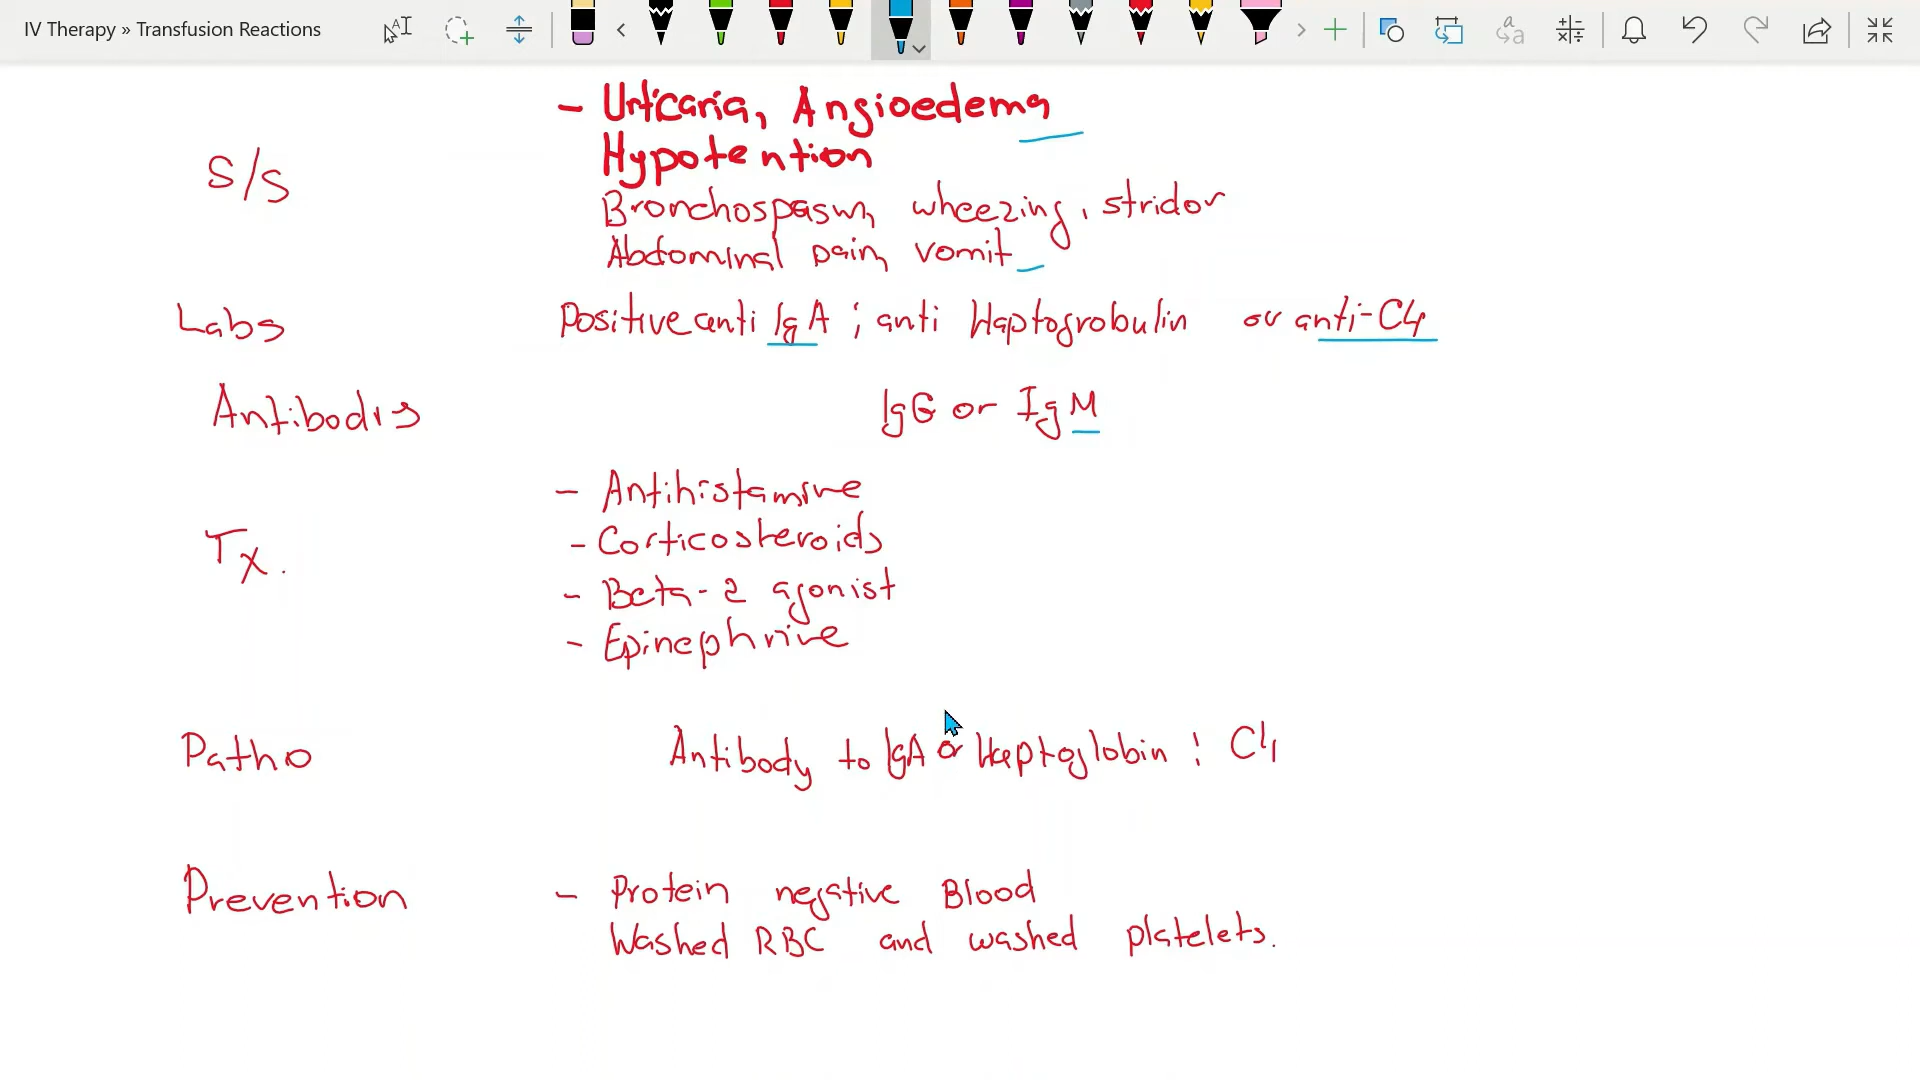 IV Therapy » Transfusion Reactions
- Urticaria, Angioedema
Hypotention
S/S
Bronchospasm, wheezing, stridor
Abdominal pain, vomit
Labs
Positive anti IgA ; anti Haptogrobulin or anti-C4
Antibodis
IgG or IgM
- Antihistamine
- Corticosteroids
Tx.
- Beta-2 agonist
- Epinephrine
Patho
Antibody to IgA or Haptoglobin ; C4
Prevention
- Protein negative Blood
Washed RBC and washed platelets.